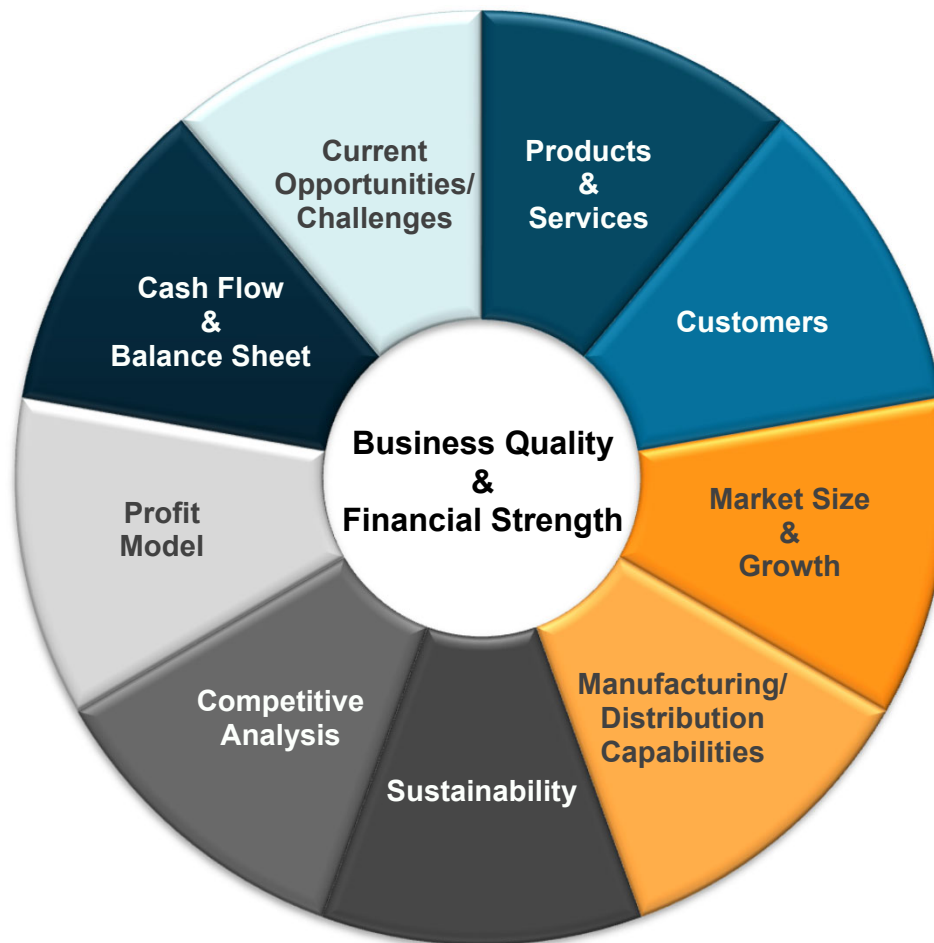 Current
Opportunities/
Challenges
Products
&
Services
Customers
Market Size
&
Growth
Manufacturing/
Distribution
Capabilities
Sustainability
Competitive
Analysis
Profit
Model
Cash Flow
&
Balance Sheet
Business Quality
&
Financial Strength